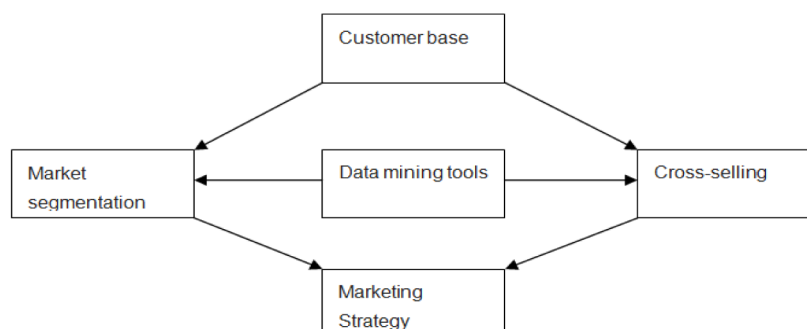 Customer base
Market
segmentation
Data mining tools
Cross-selling
Marketing
Strategy